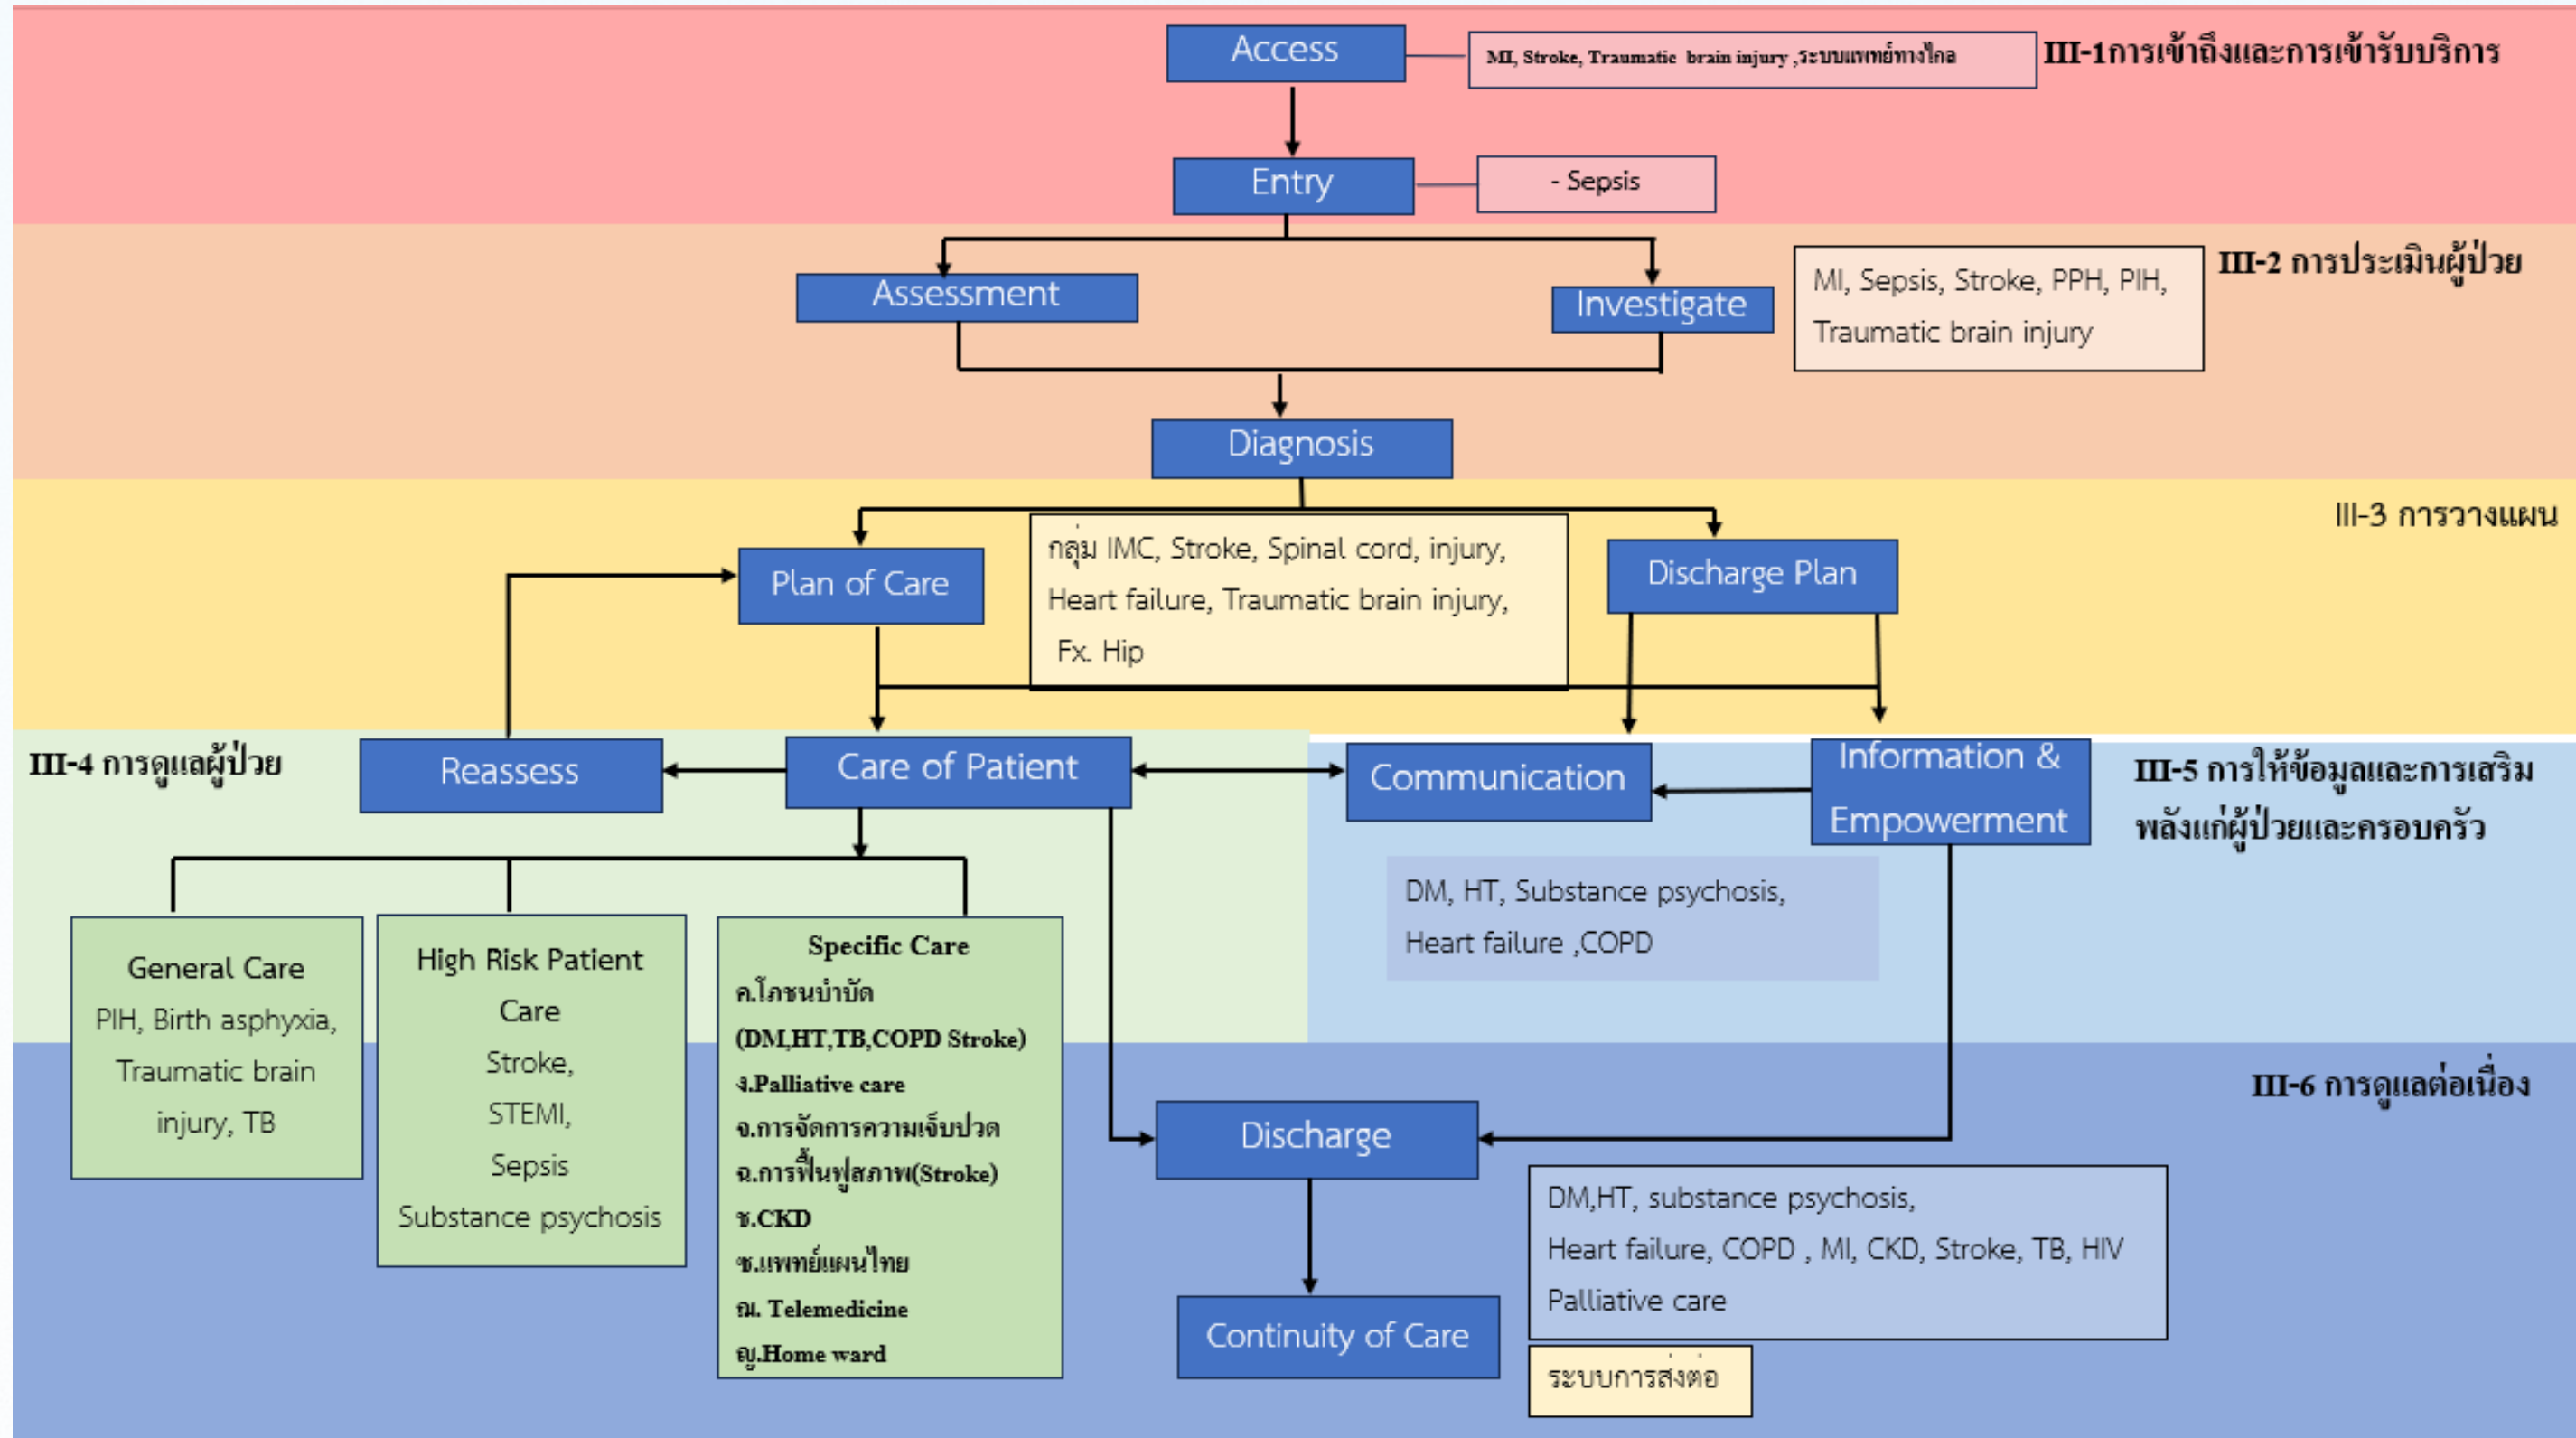 Access
MI, Stroke, Traumatic brain injury ,ระบบแพทย์ทางไกล
III-1การเข้าถึงและการเข้ารับบริการ
Entry
- Sepsis
III-2 การประเมินผู้ป่วย
Assessment
Investigate
MI, Sepsis, Stroke, PPH, PIH,
Traumatic brain injury
Diagnosis
III-3 การวางแผน
Plan of Care
กลุ่ม IMC, Stroke, Spinal cord, injury,
Heart failure, Traumatic brain injury,
Fx. Hip
Discharge Plan
III-4 การดูแลผู้ป่วย
Reassess
Care of Patient
Communication
Information &
Empowerment
III-5 การให้ข้อมูลและการเสริม
พลังแก่ผู้ป่วยและครอบครัว
DM, HT, Substance psychosis,
Heart failure ,COPD
General Care
PIH, Birth asphyxia,
Traumatic brain
injury, TB
High Risk Patient
Care
Stroke,
STEMI,
Sepsis
Substance psychosis
Specific Care
ค.โภชนบำบัด
(DM,HT,TB,COPD Stroke)
ง.Palliative care
จ.การจัดการความเจ็บปวด
ฉ.การฟื้นฟูสภาพ(Stroke)
ช.CKD
ซ.แพทย์แผนไทย
ฌ. Telemedicine
ญ.Home ward
III-6 การดูแลต่อเนื่อง
Discharge
DM,HT, substance psychosis,
Heart failure, COPD , MI, CKD, Stroke, TB, HIV
Palliative care
Continuity of Care
ระบบการส่งต่อ